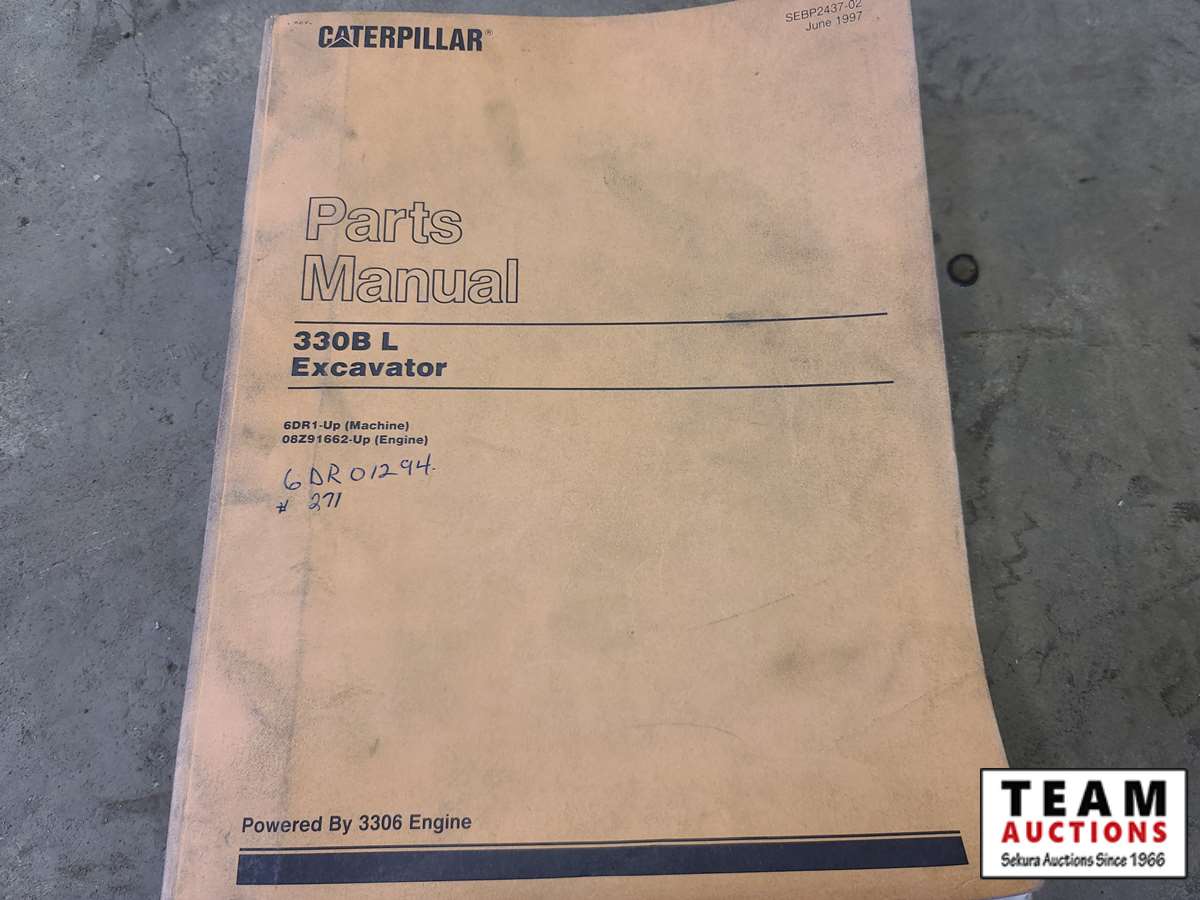 CATERPILLAR®
SEBP2437-02
June 1997
Parts
Manual
330B L
Excavator
6DR1-Up (Machine)
08Z91662-Up (Engine)
6DR01294.
# 271
Powered By 3306 Engine
TEAM
AUCTIONS
Sekura Auctions Since 1966